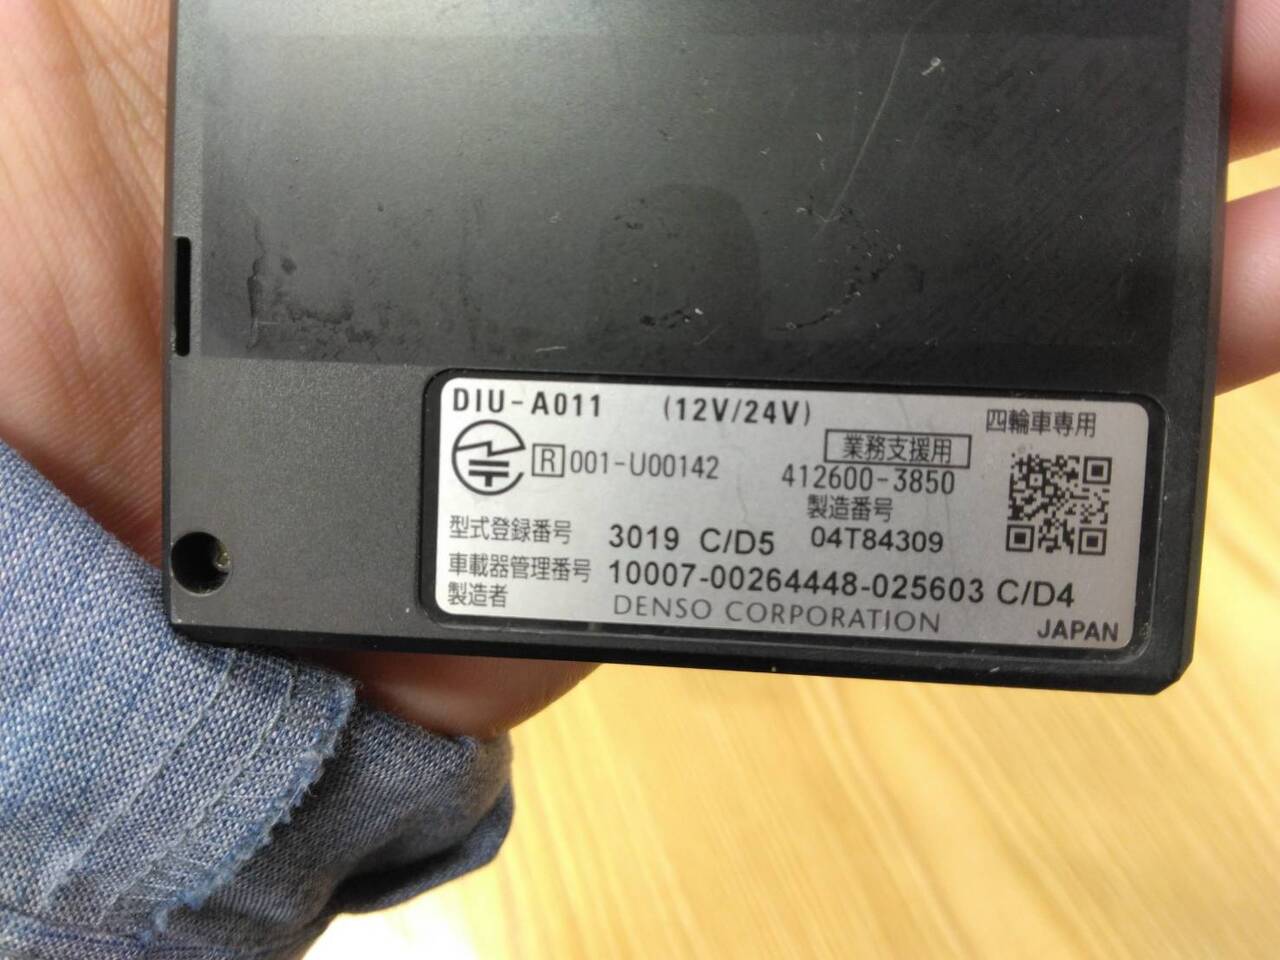 DIU-A011 (12V/24V) 四輪車専用
業務支援用
R 001-U00142 412600-3850
製造番号
型式登録番号 3019 C/D5 04T84309
車載器管理番号 10007-00264448-025603 C/D4
製造者 DENSO CORPORATION
JAPAN